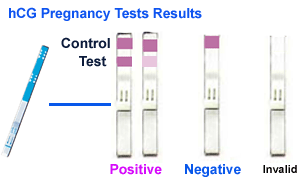 hCG Pregnancy Tests Results
Control
Test
Positive Negative Invalid